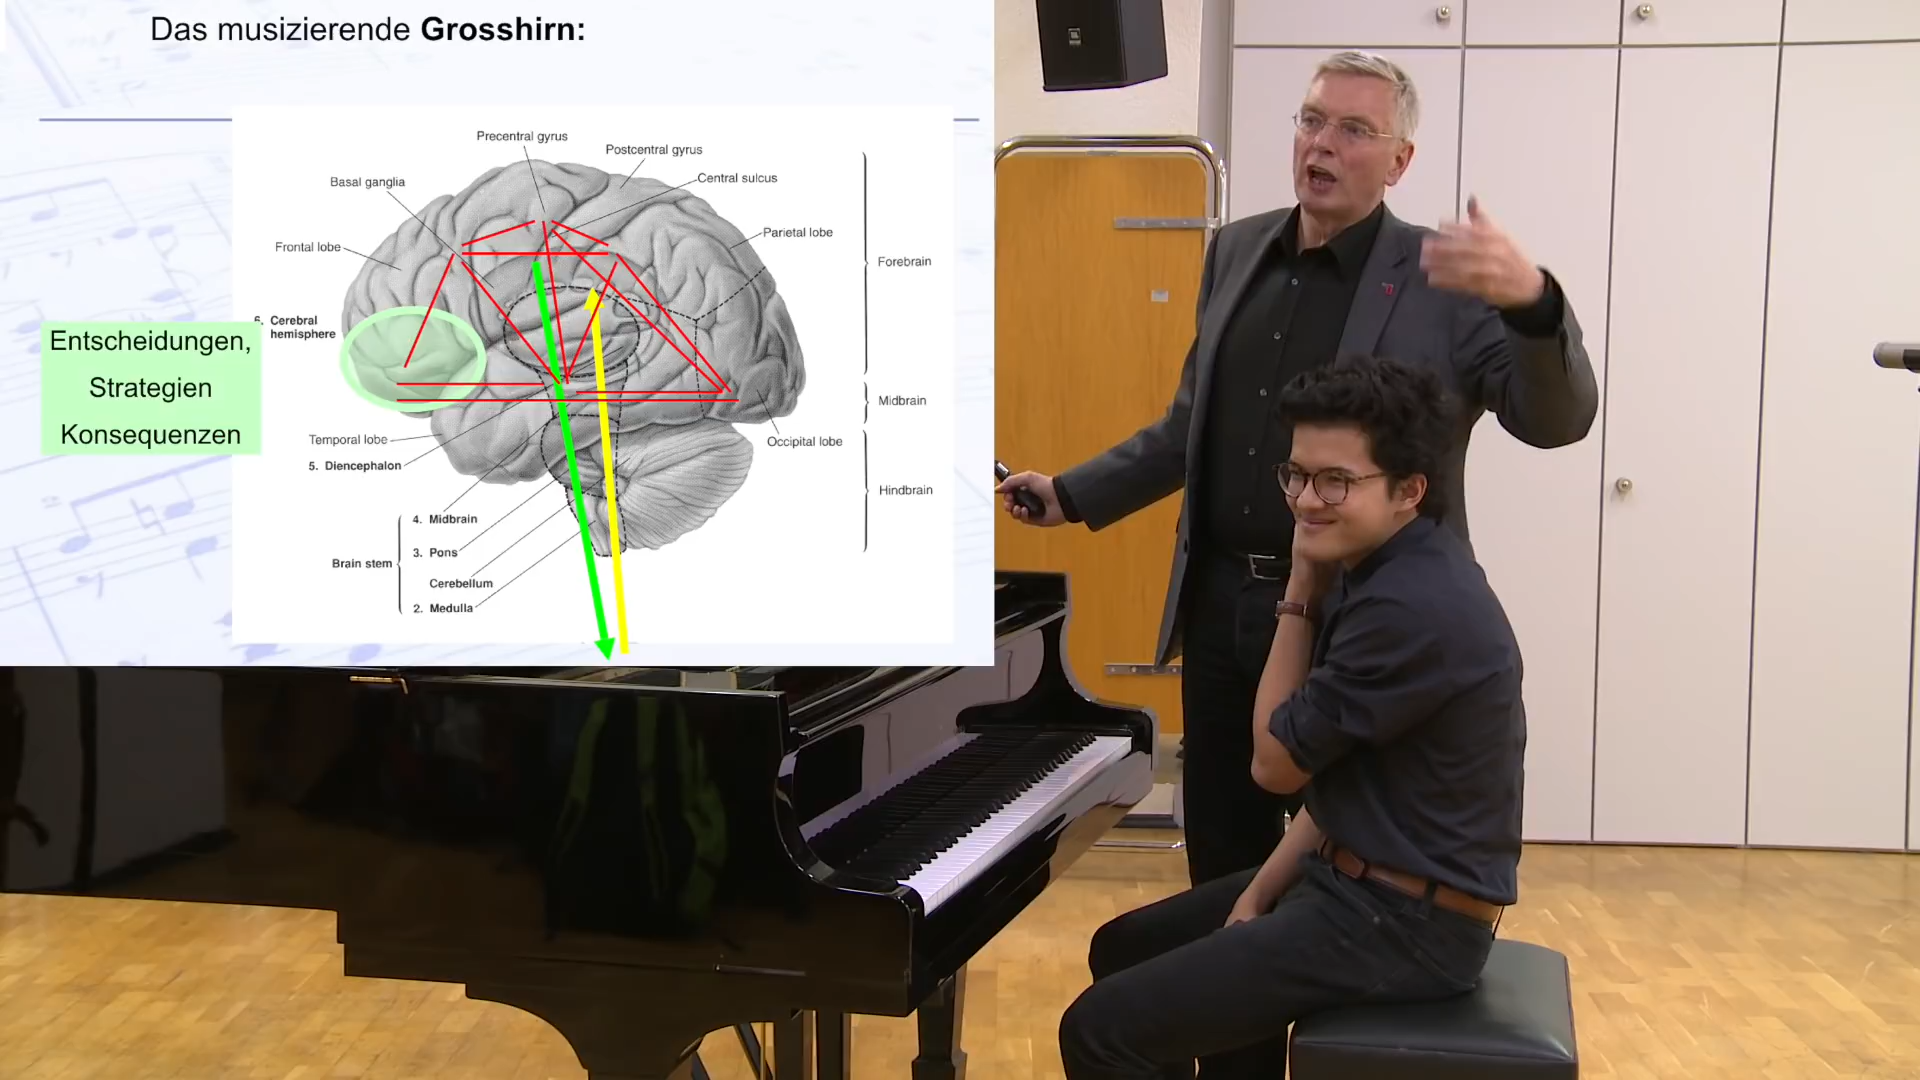 Das musizierende Grosshirn:
Precentral gyrus
Postcentral gyrus
Basal ganglia
Central sulcus
Frontal lobe
Parietal lobe
Forebrain
6. Cerebral
hemisphere
Entscheidungen,
Strategien
Konsequenzen
Midbrain
Temporal lobe
Occipital lobe
5. Diencephalon
Hindbrain
4. Midbrain
3. Pons
Brain stem
Cerebellum
2. Medulla
JBL